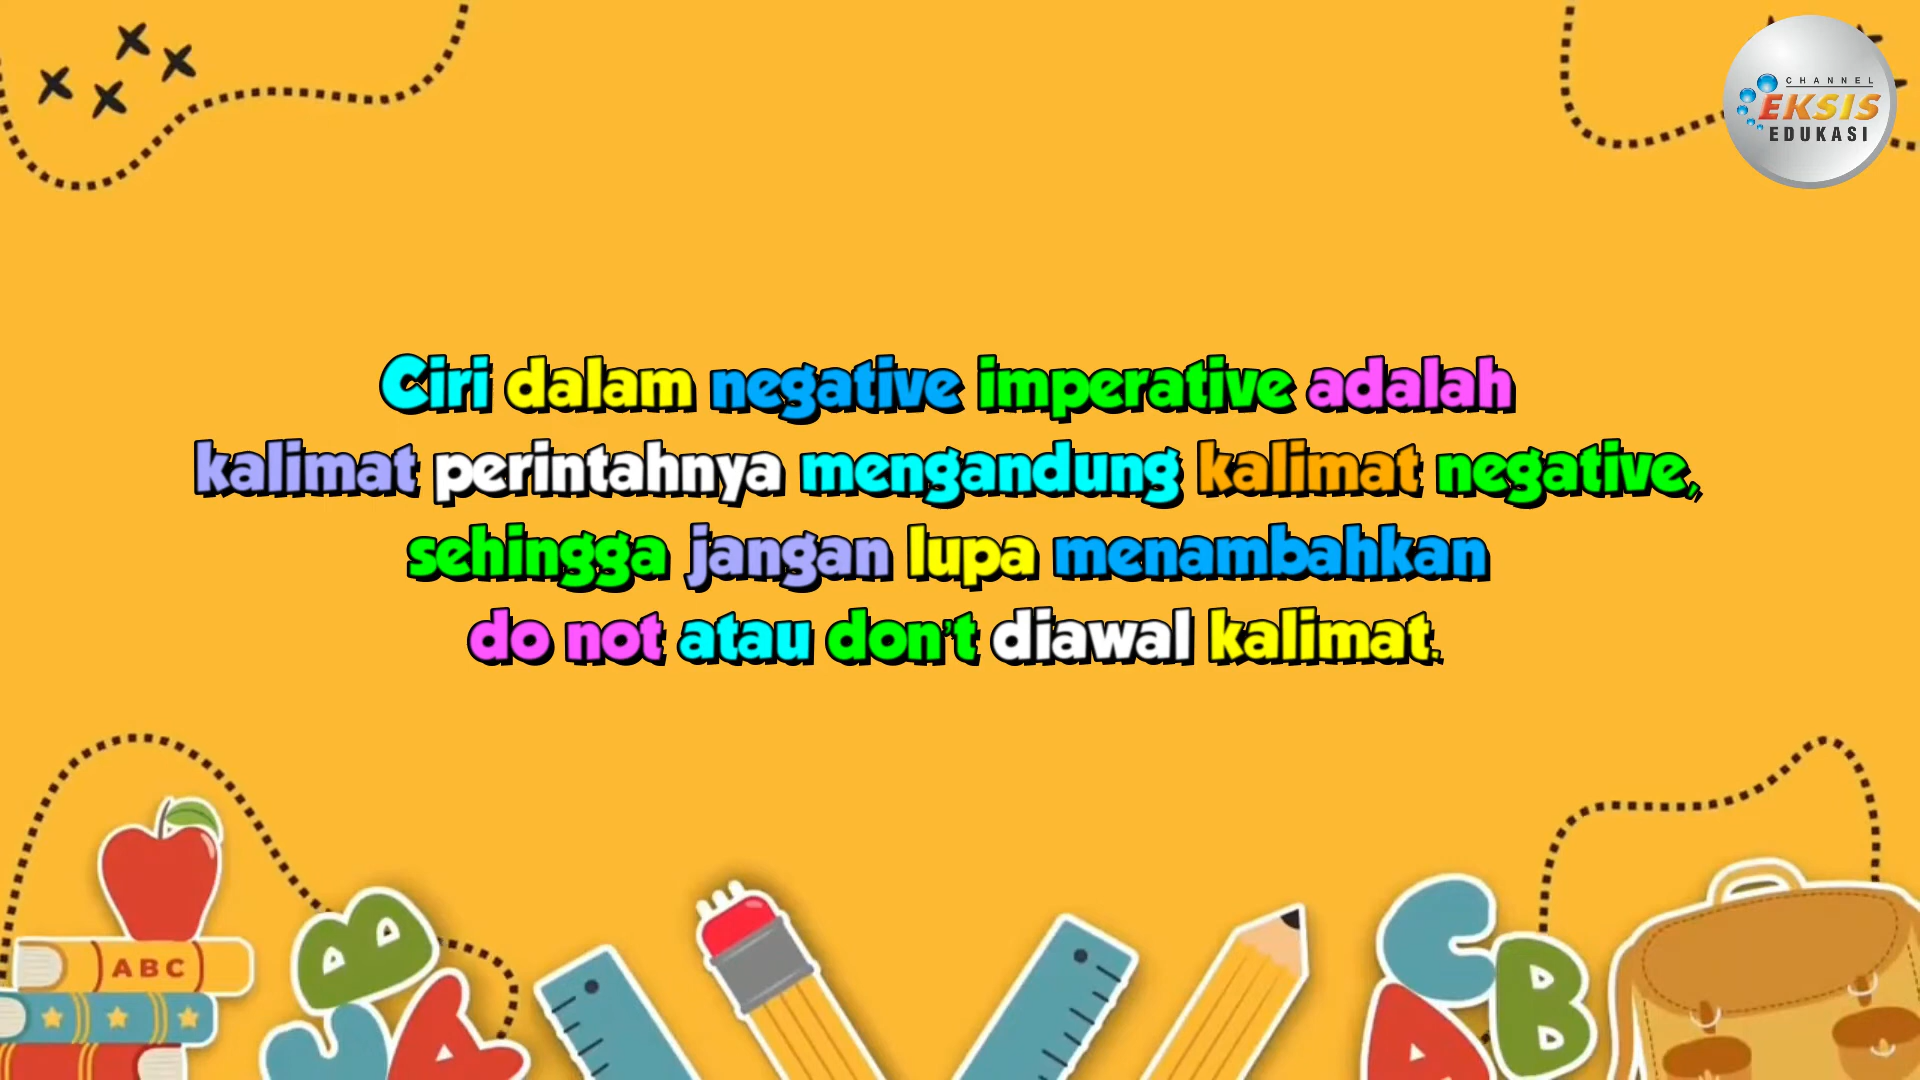 CHANNEL
EKSIS
EDUKASI
Ciri dalam negative imperative adalah
kalimat perintahnya mengandung kalimat negative,
sehingga jangan lupa menambahkan
do not atau don't diawal kalimat.
ABC
B
C
A
C
B
A